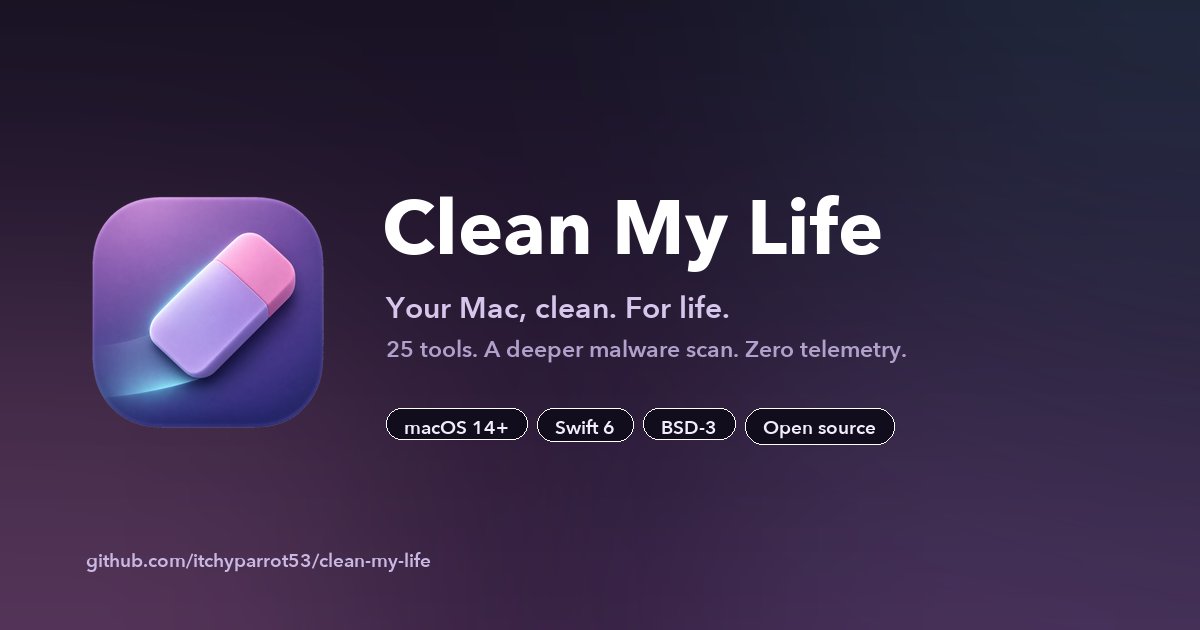 Clean My Life
Your Mac, clean. For life.
25 tools. A deeper malware scan. Zero telemetry.
macOS 14+ Swift 6 BSD-3 Open source
github.com/itchyparrot53/clean-my-life